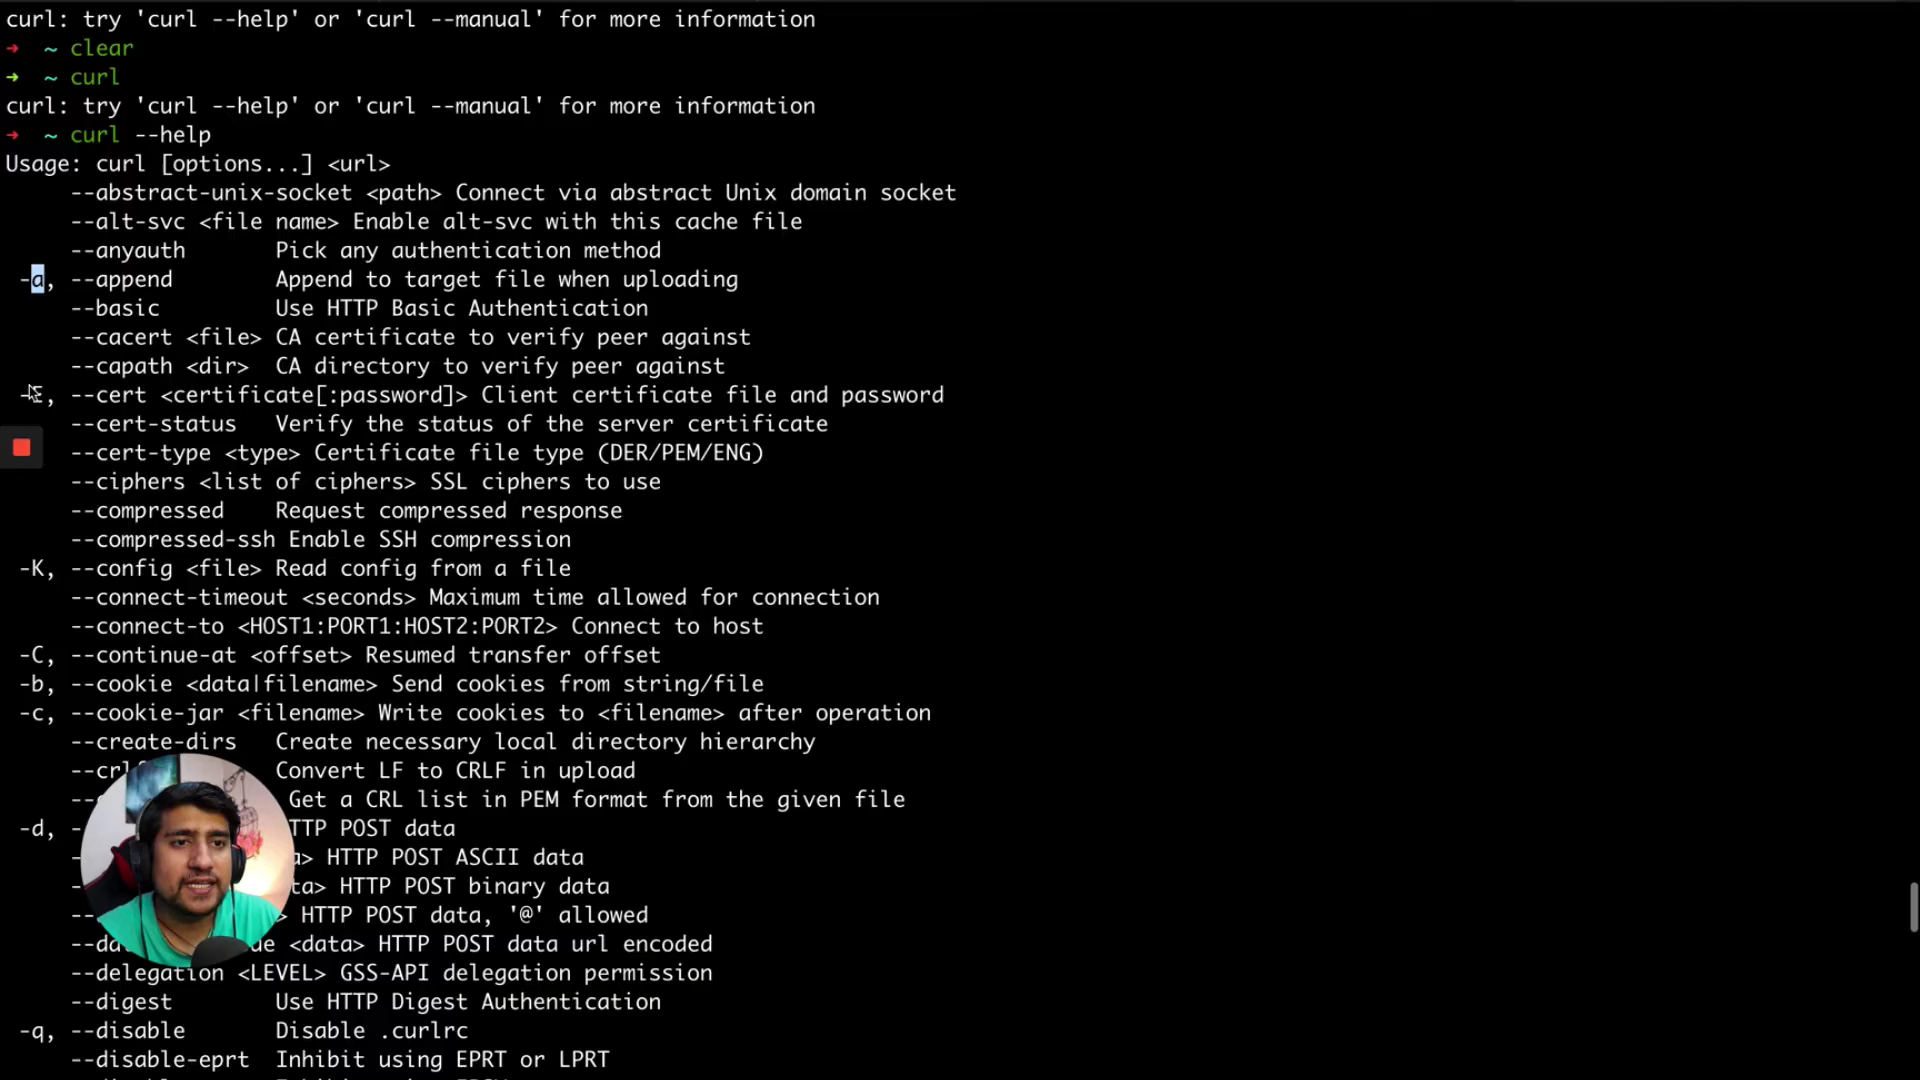 curl: try 'curl --help' or 'curl --manual' for more information
➜ ~ clear
➜ ~ curl
curl: try 'curl --help' or 'curl --manual' for more information
➜ ~ curl --help
Usage: curl [options...] <url>
--abstract-unix-socket <path> Connect via abstract Unix domain socket
--alt-svc <file name> Enable alt-svc with this cache file
--anyauth Pick any authentication method
-a, --append Append to target file when uploading
--basic Use HTTP Basic Authentication
--cacert <file> CA certificate to verify peer against
--capath <dir> CA directory to verify peer against
-E, --cert <certificate[:password]> Client certificate file and password
--cert-status Verify the status of the server certificate
--cert-type <type> Certificate file type (DER/PEM/ENG)
--ciphers <list of ciphers> SSL ciphers to use
--compressed Request compressed response
--compressed-ssh Enable SSH compression
-K, --config <file> Read config from a file
--connect-timeout <seconds> Maximum time allowed for connection
--connect-to <HOST1:PORT1:HOST2:PORT2> Connect to host
-C, --continue-at <offset> Resumed transfer offset
-b, --cookie <data|filename> Send cookies from string/file
-c, --cookie-jar <filename> Write cookies to <filename> after operation
--create-dirs Create necessary local directory hierarchy
Convert LF to CRLF in upload
Get a CRL list in PEM format from the given file
-d, POST data
HTTP POST ASCII data
HTTP POST binary data
HTTP POST data, '@' allowed
<data> HTTP POST data url encoded
--delegation <LEVEL> GSS-API delegation permission
--digest Use HTTP Digest Authentication
-q, --disable Disable .curlrc
--disable-eprt Inhibit using EPRT or LPRT